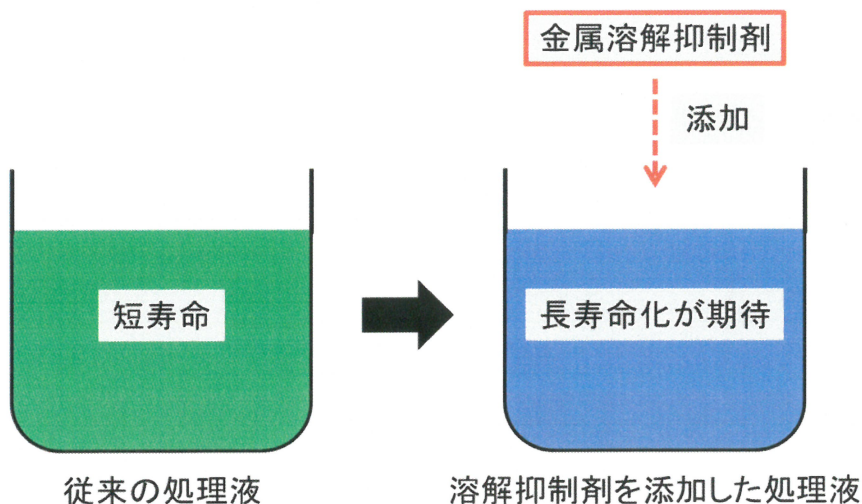 金属溶解抑制剤
添加
短寿命
長寿命化が期待
従来の処理液
溶解抑制剤を添加した処理液